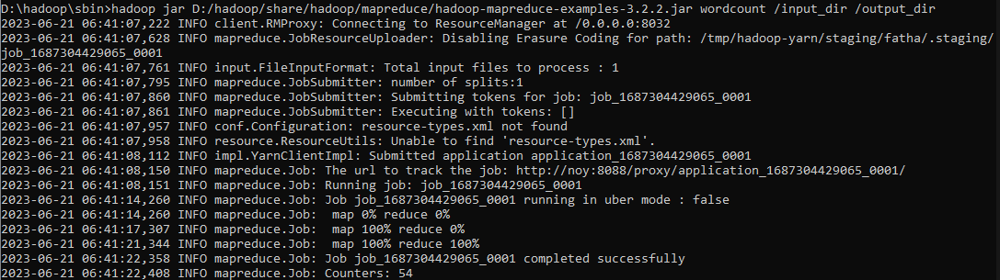 D:\hadoop\sbin>hadoop jar D:/hadoop/share/hadoop/mapreduce/hadoop-mapreduce-examples-3.2.2.jar wordcount /input_dir /output_dir
2023-06-21 06:41:07,222 INFO client.RMProxy: Connecting to ResourceManager at /0.0.0.0:8032
2023-06-21 06:41:07,628 INFO mapreduce.JobResourceUploader: Disabling Erasure Coding for path: /tmp/hadoop-yarn/staging/fatha/.staging/
job_1687304429065_0001
2023-06-21 06:41:07,761 INFO input.FileInputFormat: Total input files to process : 1
2023-06-21 06:41:07,795 INFO mapreduce.JobSubmitter: number of splits:1
2023-06-21 06:41:07,860 INFO mapreduce.JobSubmitter: Submitting tokens for job: job_1687304429065_0001
2023-06-21 06:41:07,861 INFO mapreduce.JobSubmitter: Executing with tokens: []
2023-06-21 06:41:07,957 INFO conf.Configuration: resource-types.xml not found
2023-06-21 06:41:07,958 INFO resource.ResourceUtils: Unable to find 'resource-types.xml'.
2023-06-21 06:41:08,112 INFO impl.YarnClientImpl: Submitted application application_1687304429065_0001
2023-06-21 06:41:08,150 INFO mapreduce.Job: The url to track the job: http://noy:8088/proxy/application_1687304429065_0001/
2023-06-21 06:41:08,151 INFO mapreduce.Job: Running job: job_1687304429065_0001
2023-06-21 06:41:14,260 INFO mapreduce.Job: Job job_1687304429065_0001 running in uber mode : false
2023-06-21 06:41:14,260 INFO mapreduce.Job:  map 0% reduce 0%
2023-06-21 06:41:17,307 INFO mapreduce.Job:  map 100% reduce 0%
2023-06-21 06:41:21,344 INFO mapreduce.Job:  map 100% reduce 100%
2023-06-21 06:41:22,358 INFO mapreduce.Job: Job job_1687304429065_0001 completed successfully
2023-06-21 06:41:22,408 INFO mapreduce.Job: Counters: 54